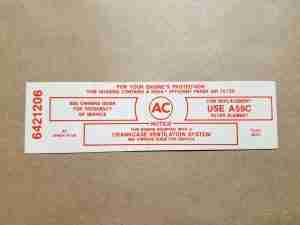 FOR YOUR ENGINE'S PROTECTION
THIS HOUSING CONTAINS A HIGH EFFICIENT PAPER AIR FILTER
6421206
SEE OWNERS GUIDE
FOR FREQUENCY
OF SERVICE
AC
FOR REPLACEMENT
USE A59C
FILTER ELEMENT
NOTICE
THIS ENGINE EQUIPPED WITH A
CRANKCASE VENTILATION SYSTEM
SEE OWNERS GUIDE FOR SERVICE